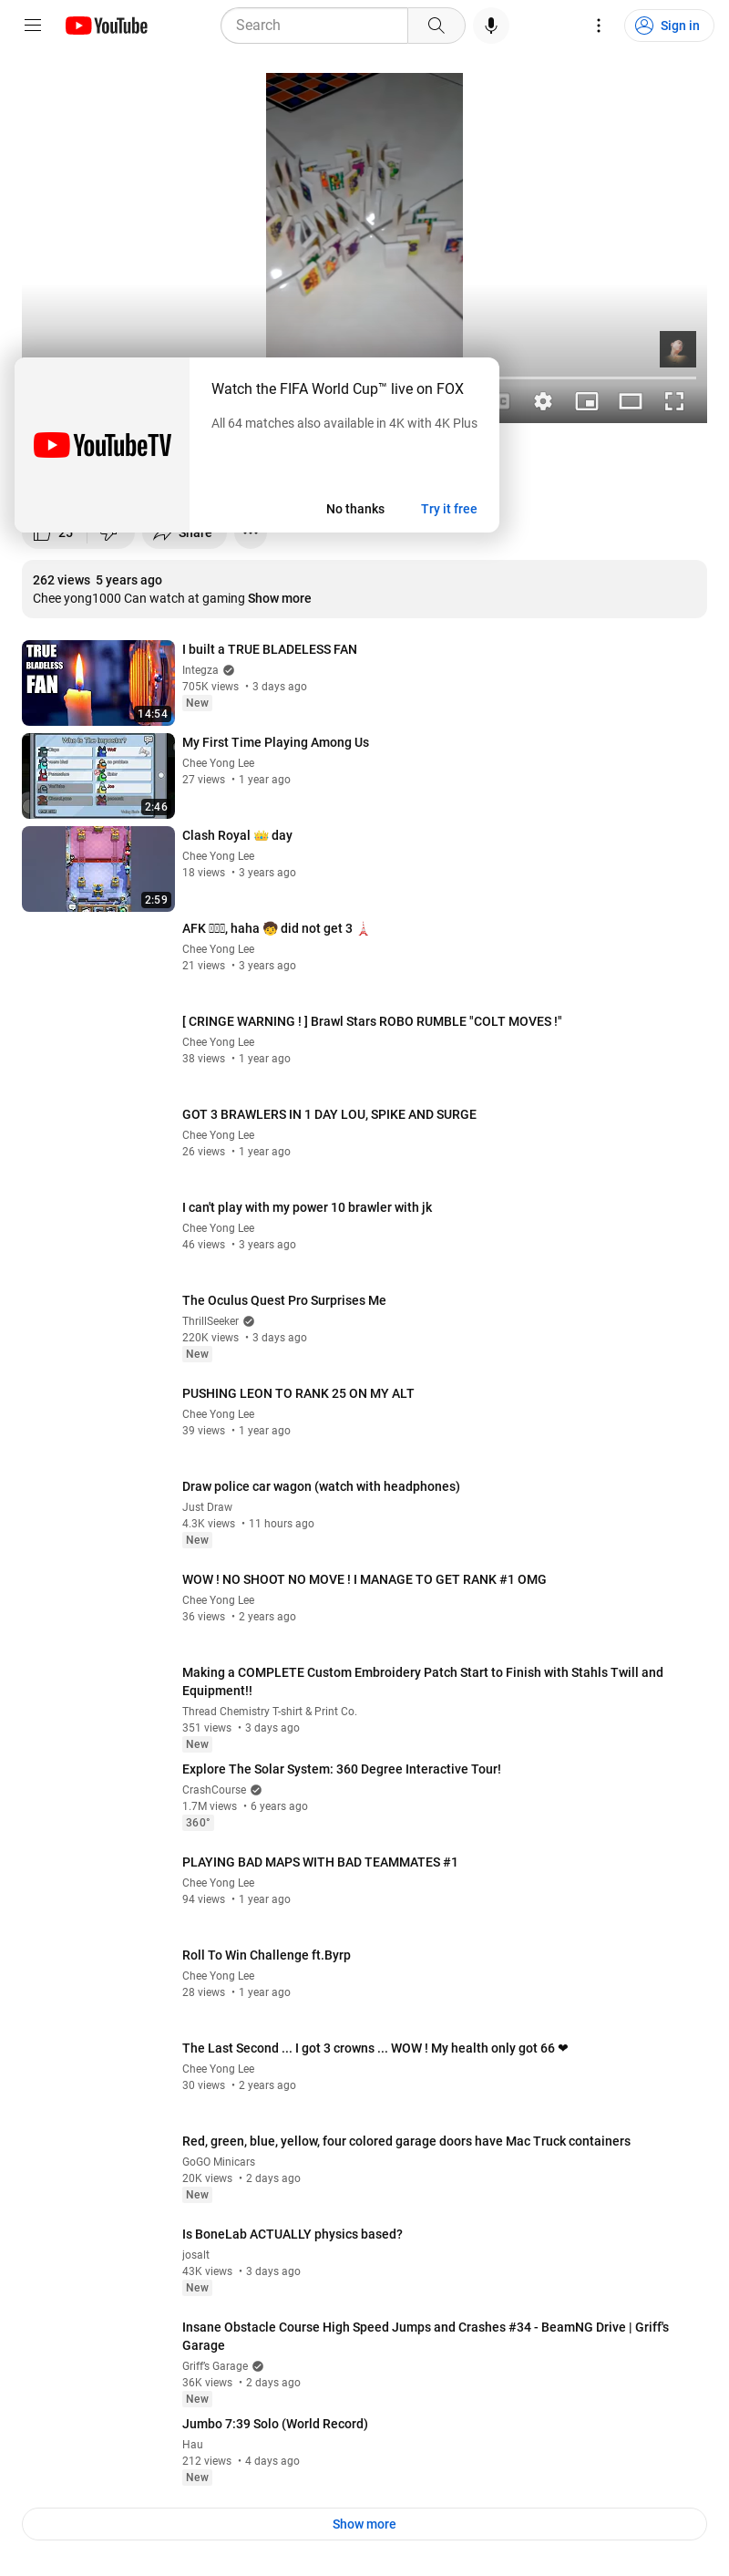 YouTube
Search
Sign in
Watch the FIFA World Cup™ live on FOX
All 64 matches also available in 4K with 4K Plus
YouTubeTV
No thanks
Try it free
25
Share
262 views 5 years ago
Chee yong1000 Can watch at gaming Show more
TRUE
BLADELESS
FAN
14:54
I built a TRUE BLADELESS FAN
Integza
705K views • 3 days ago
New
Who Is The Impostor?
2:46
My First Time Playing Among Us
Chee Yong Lee
27 views • 1 year ago
2:59
Clash Royal 👑 day
Chee Yong Lee
18 views • 3 years ago
AFK , haha 🧒 did not get 3 🗼
Chee Yong Lee
21 views • 3 years ago
[ CRINGE WARNING ! ] Brawl Stars ROBO RUMBLE "COLT MOVES !"
Chee Yong Lee
38 views • 1 year ago
GOT 3 BRAWLERS IN 1 DAY LOU, SPIKE AND SURGE
Chee Yong Lee
26 views • 1 year ago
I can't play with my power 10 brawler with jk
Chee Yong Lee
46 views • 3 years ago
The Oculus Quest Pro Surprises Me
ThrillSeeker
220K views • 3 days ago
New
PUSHING LEON TO RANK 25 ON MY ALT
Chee Yong Lee
39 views • 1 year ago
Draw police car wagon (watch with headphones)
Just Draw
4.3K views • 11 hours ago
New
WOW ! NO SHOOT NO MOVE ! I MANAGE TO GET RANK #1 OMG
Chee Yong Lee
36 views • 2 years ago
Making a COMPLETE Custom Embroidery Patch Start to Finish with Stahls Twill and
Equipment!!
Thread Chemistry T-shirt & Print Co.
351 views • 3 days ago
New
Explore The Solar System: 360 Degree Interactive Tour!
CrashCourse
1.7M views • 6 years ago
360°
PLAYING BAD MAPS WITH BAD TEAMMATES #1
Chee Yong Lee
94 views • 1 year ago
Roll To Win Challenge ft.Byrp
Chee Yong Lee
28 views • 1 year ago
The Last Second ... I got 3 crowns ... WOW ! My health only got 66 ❤
Chee Yong Lee
30 views • 2 years ago
Red, green, blue, yellow, four colored garage doors have Mac Truck containers
GoGO Minicars
20K views • 2 days ago
New
Is BoneLab ACTUALLY physics based?
josalt
43K views • 3 days ago
New
Insane Obstacle Course High Speed Jumps and Crashes #34 - BeamNG Drive | Griff's
Garage
Griff's Garage
36K views • 2 days ago
New
Jumbo 7:39 Solo (World Record)
Hau
212 views • 4 days ago
New
Show more